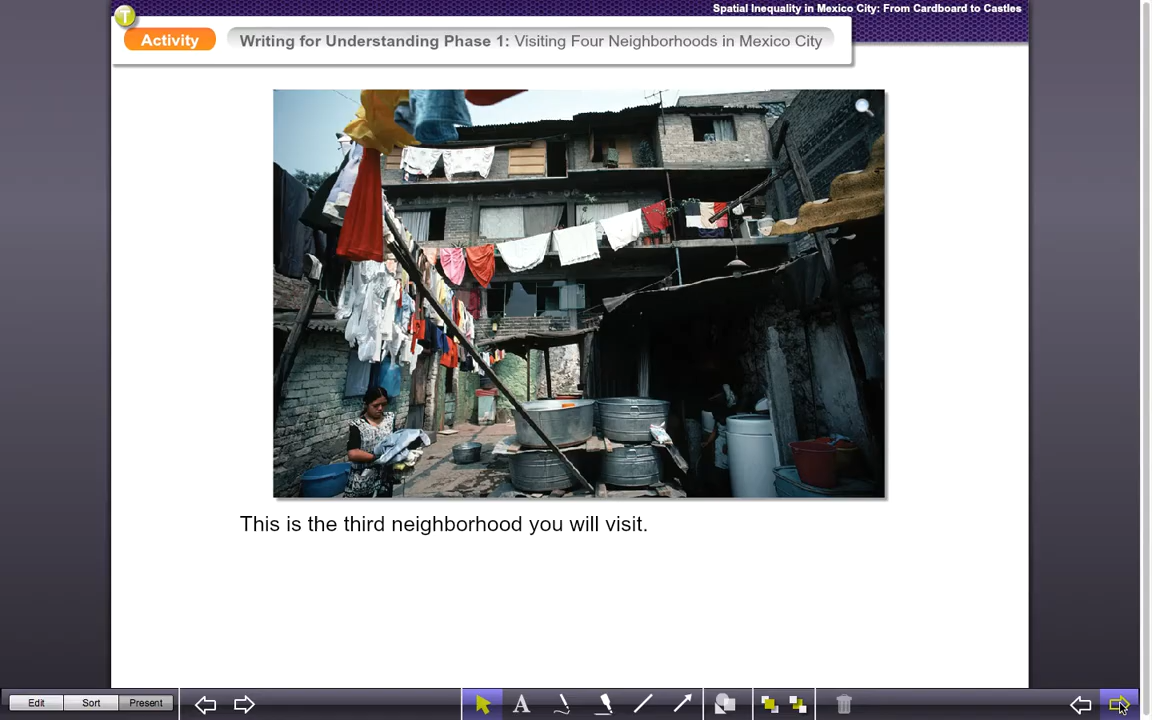 Spatial Inequality in Mexico City: From Cardboard to Castles
T
Activity
Writing for Understanding Phase 1: Visiting Four Neighborhoods in Mexico City
This is the third neighborhood you will visit.
Edit Sort Present A